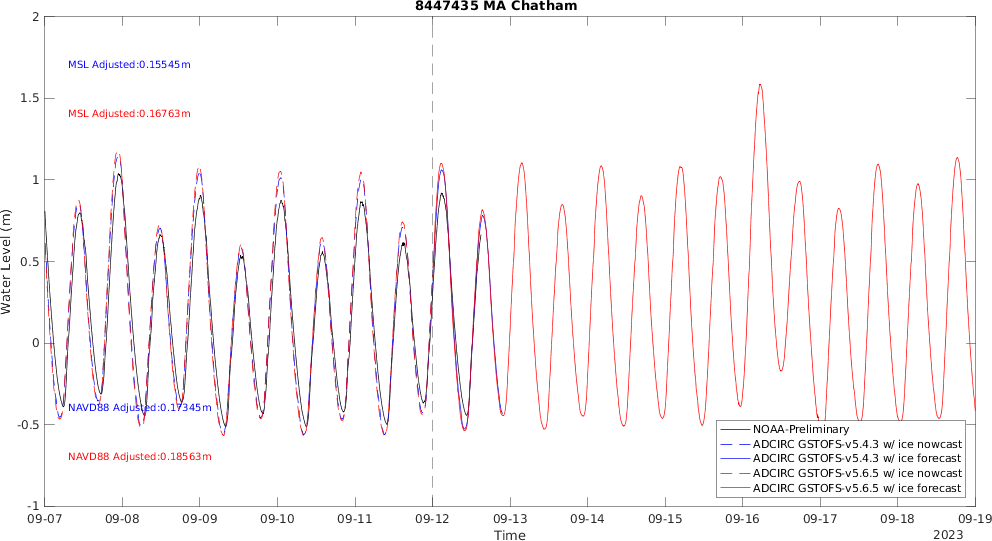 8447435 MA Chatham
2
1.5
1
0.5
0
-0.5
-1
Water Level (m)
MSL Adjusted:0.15545m
MSL Adjusted:0.16763m
NAVD88 Adjusted:0.17345m
NAVD88 Adjusted:0.18563m
NOAA-Preliminary
ADCIRC GSTOFS-v5.4.3 w/ ice nowcast
ADCIRC GSTOFS-v5.4.3 w/ ice forecast
ADCIRC GSTOFS-v5.6.5 w/ ice nowcast
ADCIRC GSTOFS-v5.6.5 w/ ice forecast
09-07 09-08 09-09 09-10 09-11 09-12 09-13 09-14 09-15 09-16 09-17 09-18 09-19
Time
2023